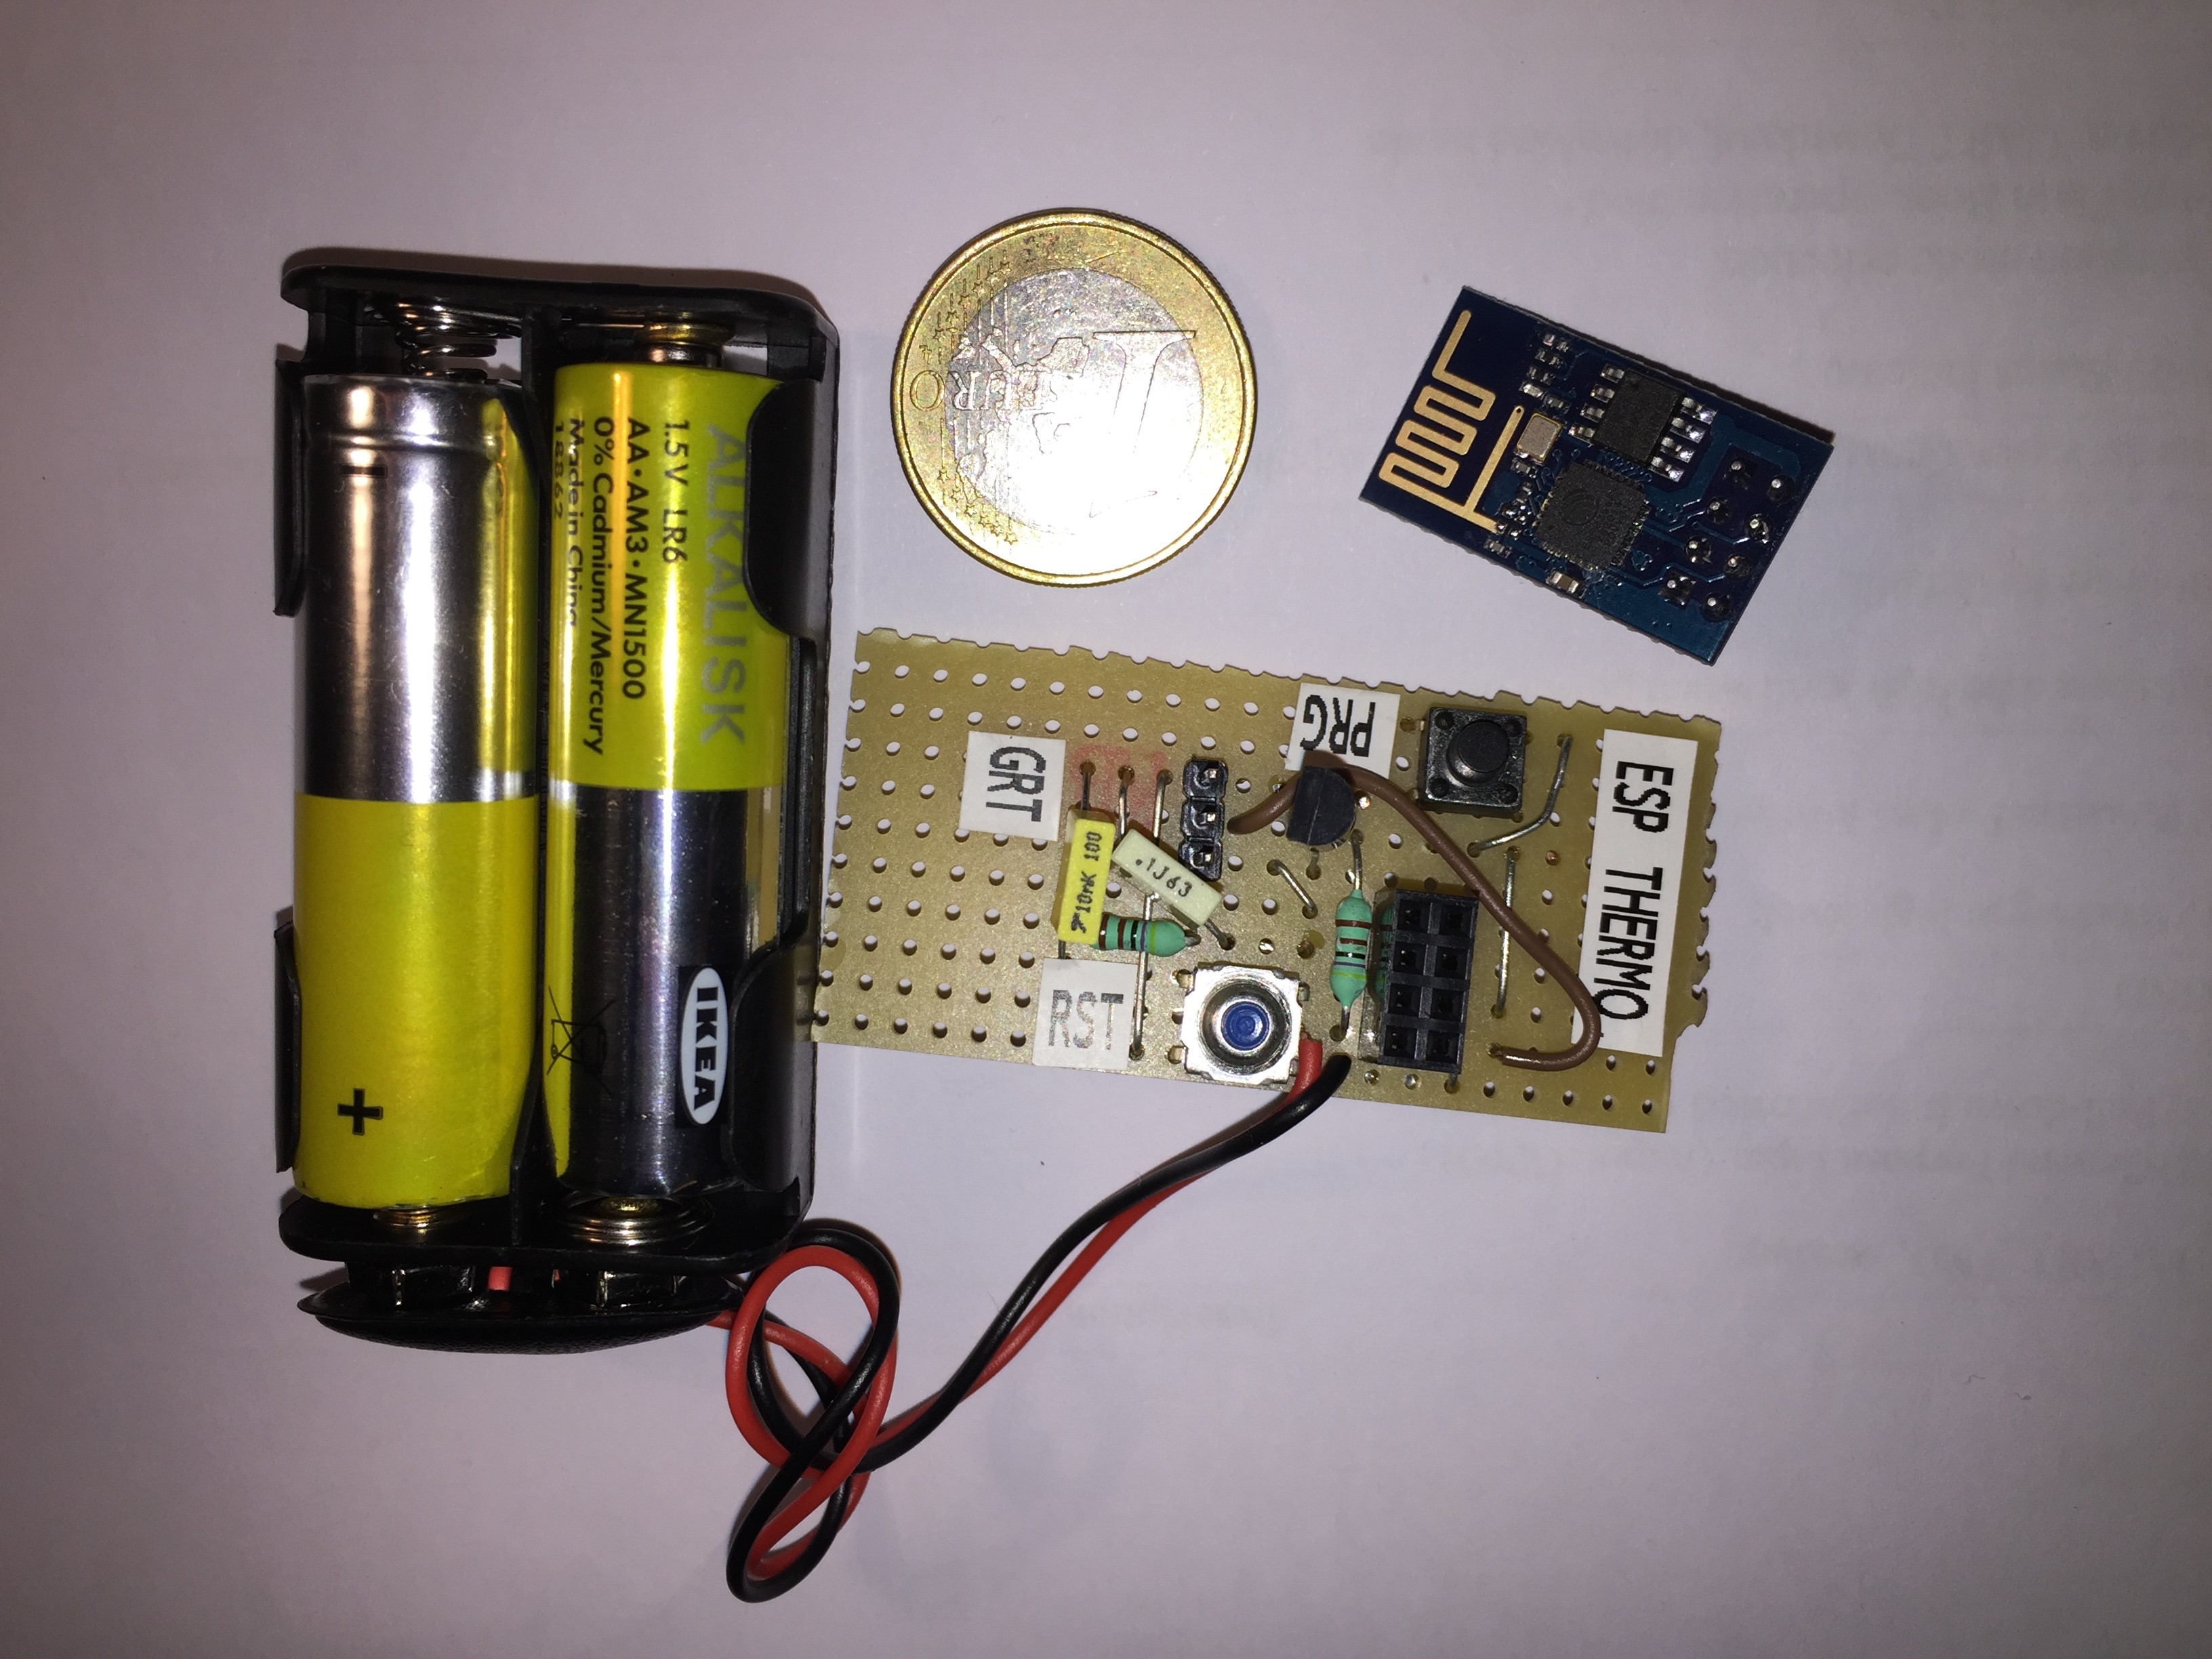 -
+
ALKALISK
1.5V LR6
AA•AM3•MN1500
0% Cadmium/Mercury
Made in China
IKEA
1
EURO
GRT
PRG
ESP THERMO
RST
.1J63